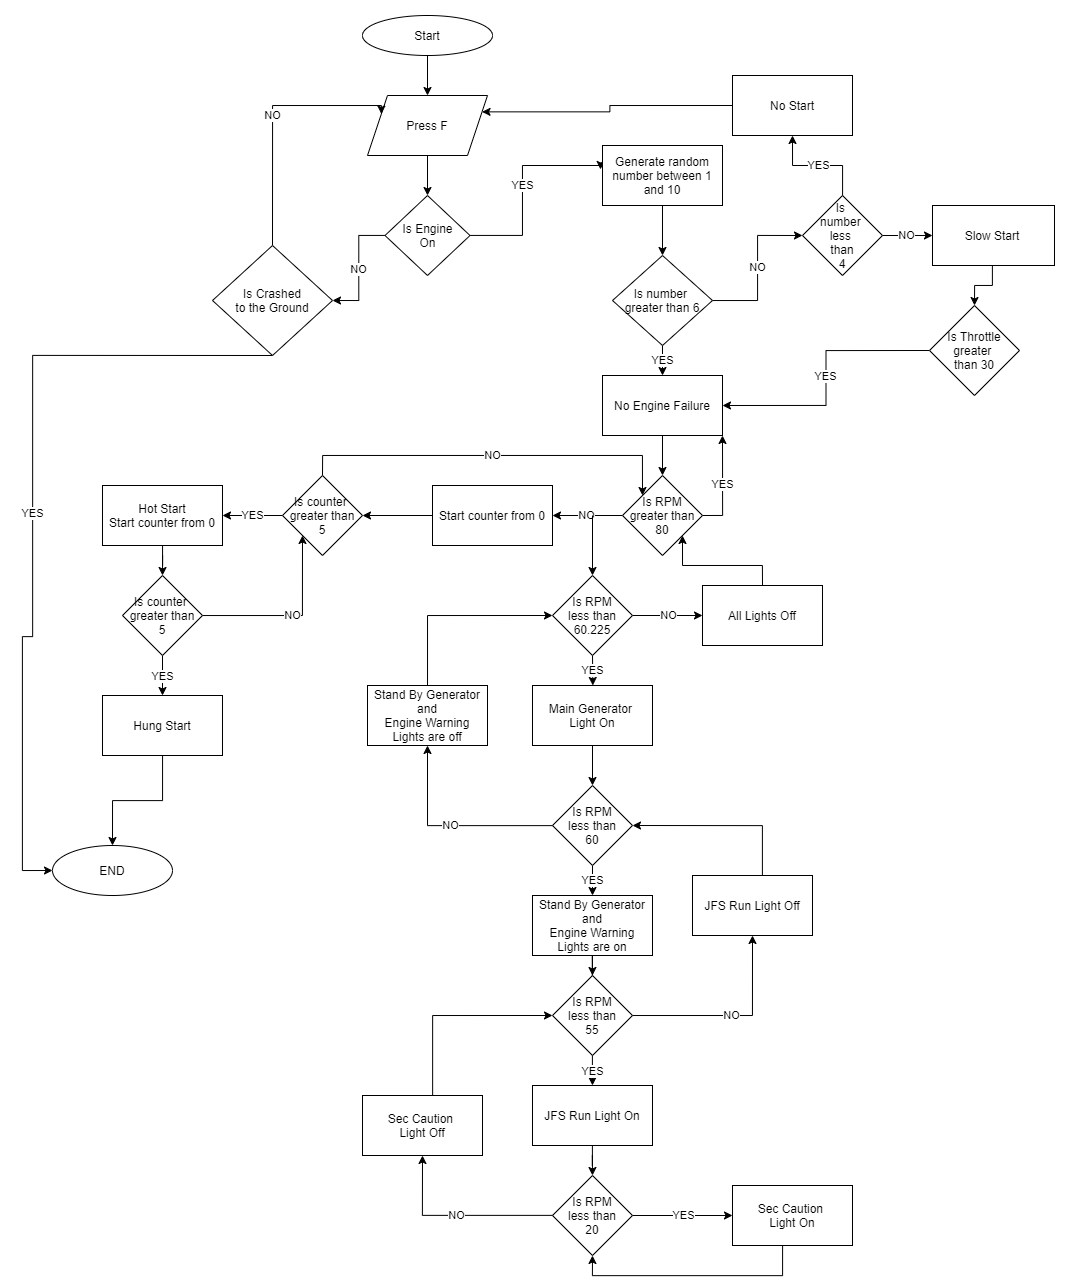 Start
Press F
NO
No Start
Generate random
number between 1
and 10
YES
YES
Is Engine
On
Is
number
less
than
4
NO
Slow Start
NO
NO
Is Crashed
to the Ground
Is number
greater than 6
Is Throttle
greater
than 30
YES
YES
No Engine Failure
NO
YES
Hot Start
Start counter from 0
YES
Is counter
greater than
5
Start counter from 0
NO
Is RPM
greater than
80
YES
Is counter
greater than
5
NO
Is RPM
less than
60.225
NO
All Lights Off
YES
YES
Stand By Generator
and
Engine Warning
Lights are off
Main Generator
Light On
Hung Start
NO
Is RPM
less than
60
END
YES
Stand By Generator
and
Engine Warning
Lights are on
JFS Run Light Off
Is RPM
less than
55
NO
YES
Sec Caution
Light Off
JFS Run Light On
NO
Is RPM
less than
20
YES
Sec Caution
Light On